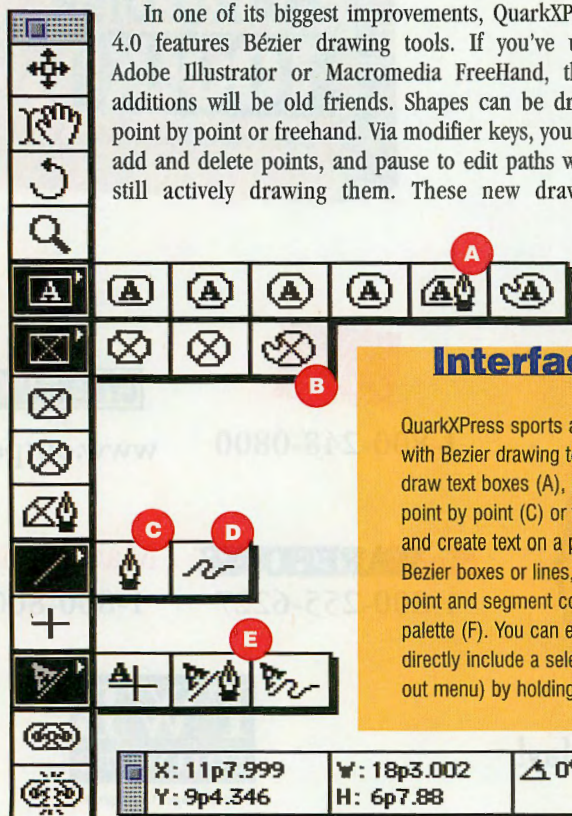 In one of its biggest improvements, QuarkXP
4.0 features Bézier drawing tools. If you've u
Adobe Illustrator or Macromedia FreeHand, th
additions will be old friends. Shapes can be dr
point by point or freehand. Via modifier keys, you
add and delete points, and pause to edit paths w
still actively drawing them. These new draw
A
B
Interfac
QuarkXPress sports a
with Bezier drawing t
draw text boxes (A),
point by point (C) or
and create text on a p
Bezier boxes or lines,
point and segment co
palette (F). You can e
directly include a sele
out menu) by holding
C D
E
X: 11p7.999 W: 18p3.002 0°
Y: 9p4.346 H: 6p7.88